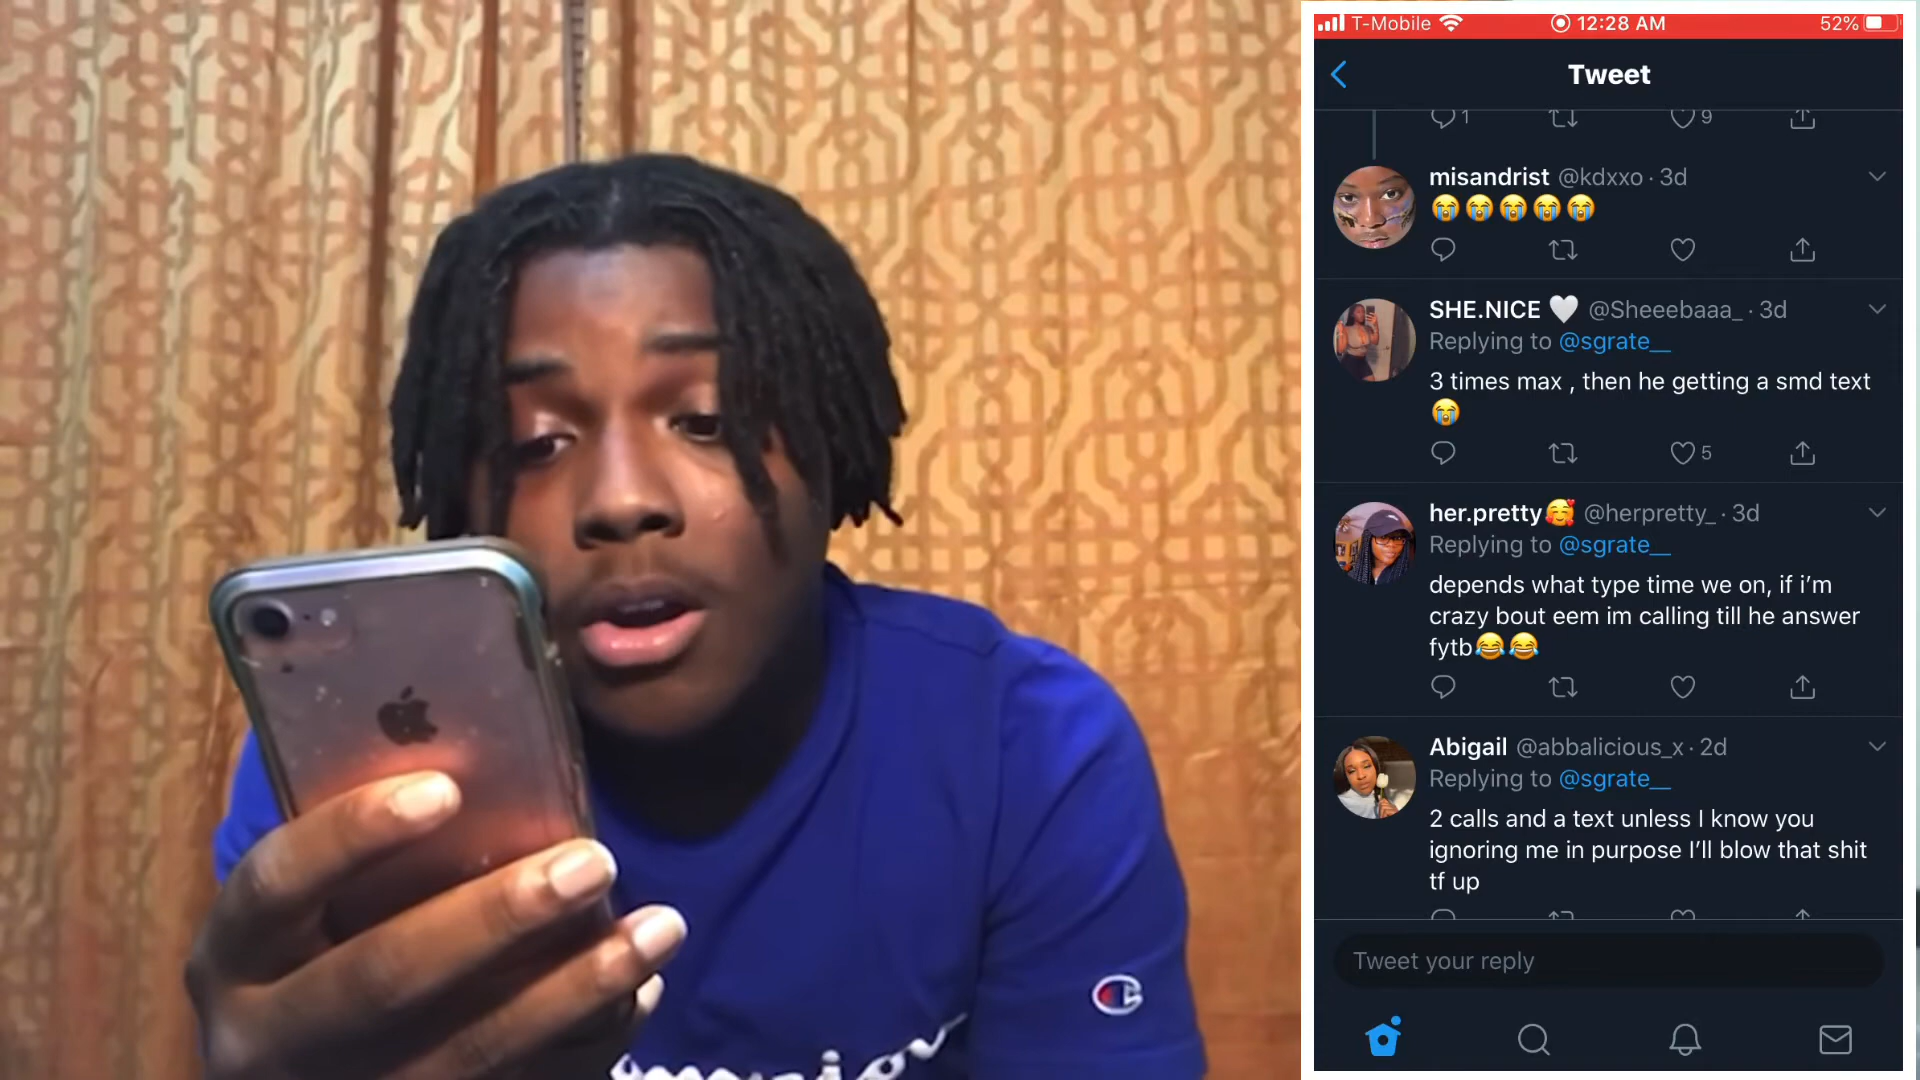 T-Mobile 12:28 AM 52%
Tweet
1 9
misandrist @kdxxo · 3d
😭😭😭😭😭
SHE.NICE 🤍 @Sheeebaaa_ · 3d
Replying to @sgrate__
3 times max , then he getting a smd text
😭
5
her.pretty🥰 @herpretty_ · 3d
Replying to @sgrate__
depends what type time we on, if i'm
crazy bout eem im calling till he answer
fytb😂😂
Abigail @abbalicious_x · 2d
Replying to @sgrate__
2 calls and a text unless I know you
ignoring me in purpose I'll blow that shit
tf up
Tweet your reply